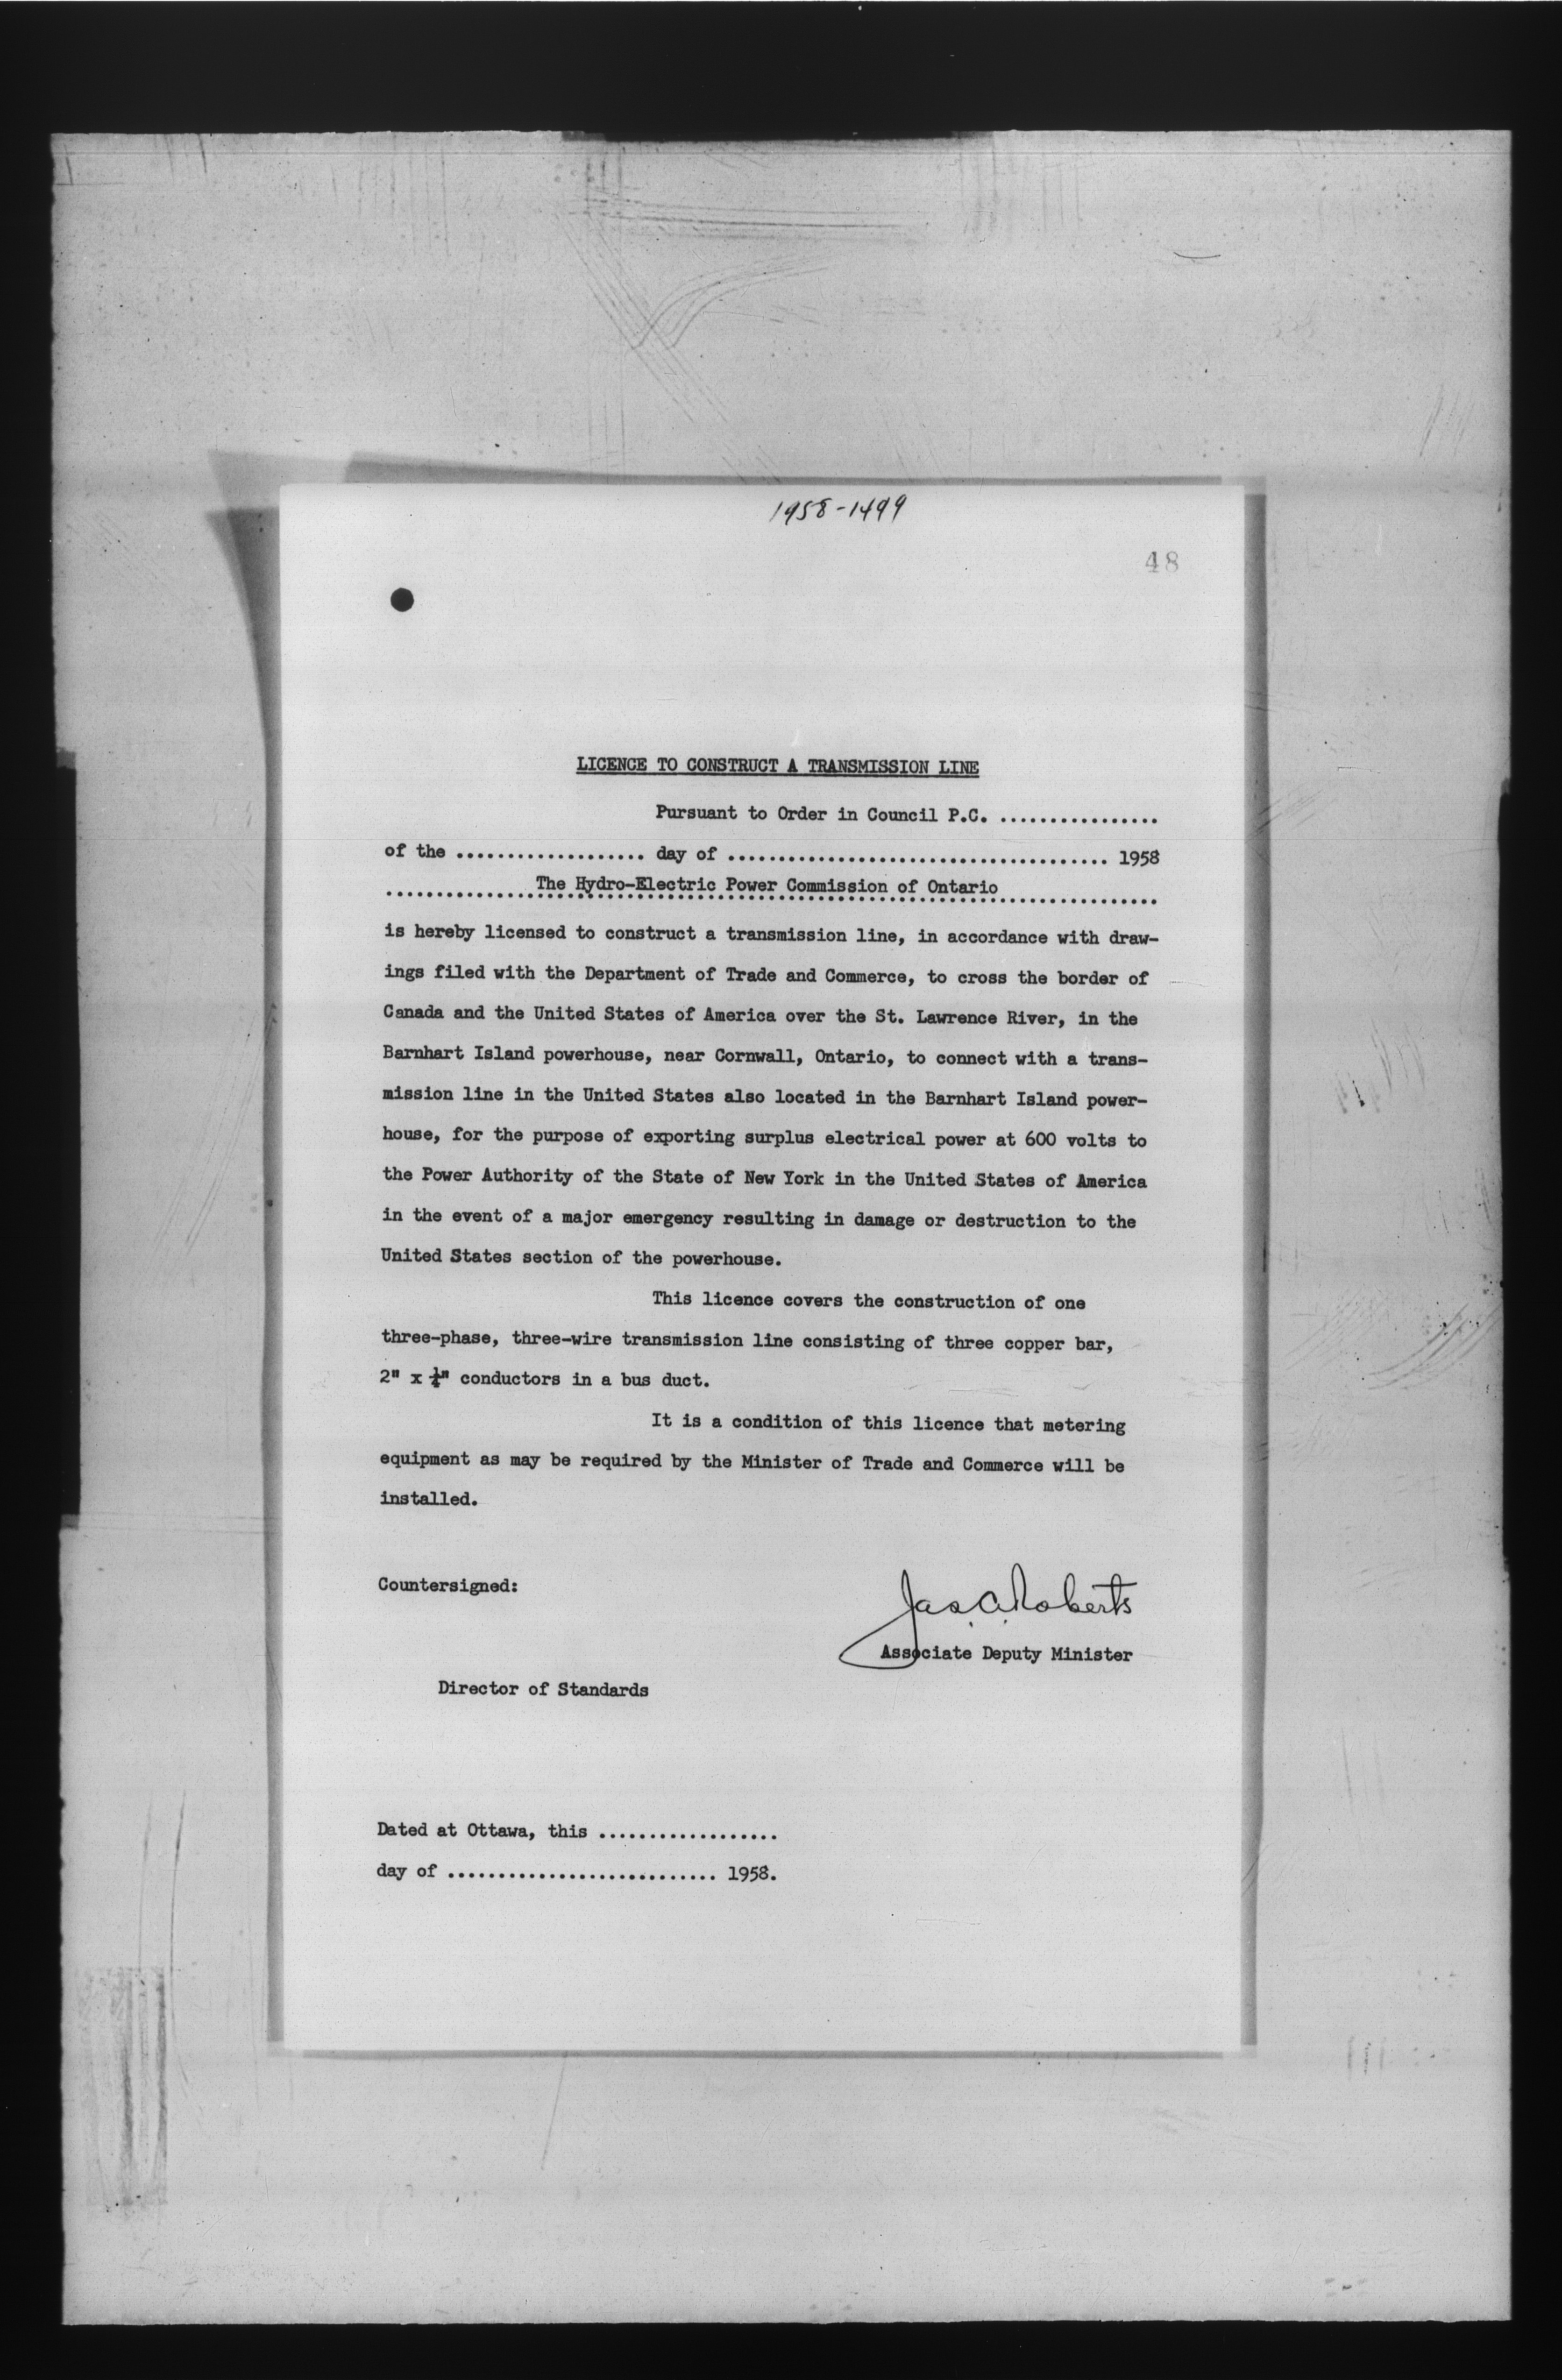 1958-1499
48
LICENCE TO CONSTRUCT A TRANSMISSION LINE
Pursuant to Order in Council P.C. ................
of the ................... day of ...................................... 1958
The Hydro-Electric Power Commission of Ontario
is hereby licensed to construct a transmission line, in accordance with draw-
ings filed with the Department of Trade and Commerce, to cross the border of
Canada and the United States of America over the St. Lawrence River, in the
Barnhart Island powerhouse, near Cornwall, Ontario, to connect with a trans-
mission line in the United States also located in the Barnhart Island power-
house, for the purpose of exporting surplus electrical power at 600 volts to
the Power Authority of the State of New York in the United States of America
in the event of a major emergency resulting in damage or destruction to the
United States section of the powerhouse.
This licence covers the construction of one
three-phase, three-wire transmission line consisting of three copper bar,
2" x ¼" conductors in a bus duct.
It is a condition of this licence that metering
equipment as may be required by the Minister of Trade and Commerce will be
installed.
Countersigned:
Jas. A. Roberts
Associate Deputy Minister
Director of Standards
Dated at Ottawa, this ..................
day of ........................... 1958.